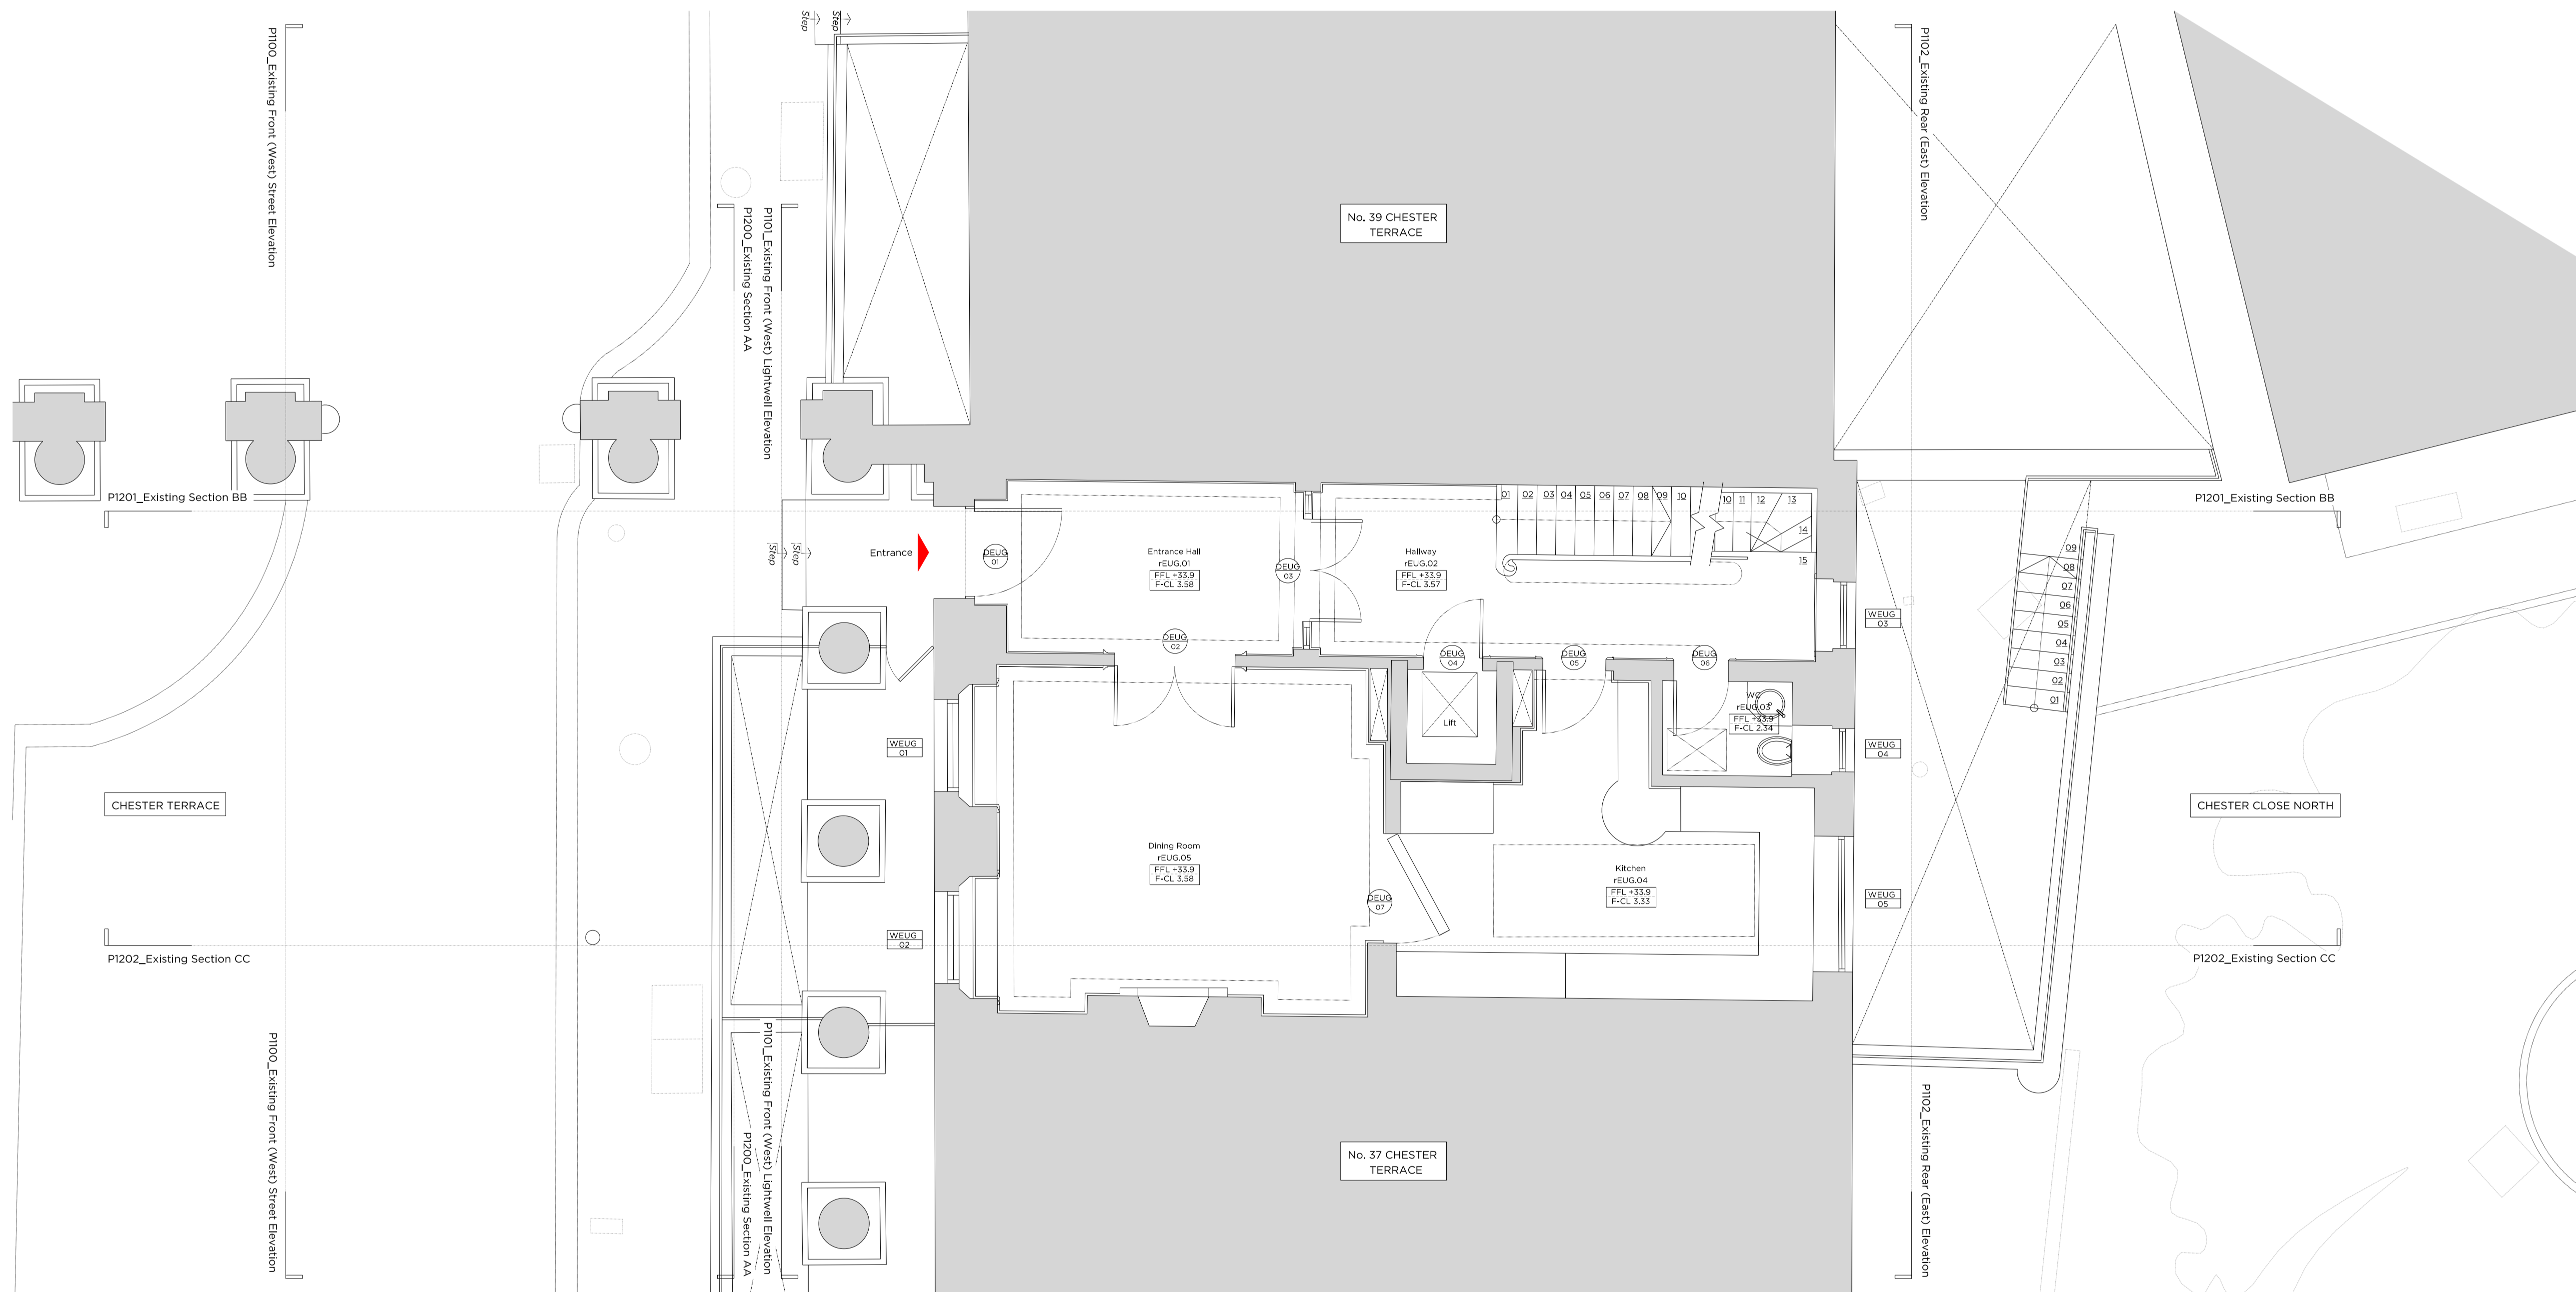 Step
Step
P1100_Existing Front (West) Street Elevation
P1102_Existing Rear (East) Elevation
P1200_Existing Section AA
P1101_Existing Front (West) Lightwell Elevation
No. 39 CHESTER
TERRACE
P1201_Existing Section BB
P1201_Existing Section BB
01 02 03 04 05 06 07 08 09 10 10 11 12 13
14
15
Step
Step
Entrance
DEUG
01
Entrance Hall
rEUG.01
FFL +33.9
F-CL 3.58
DEUG
03
Hallway
rEUG.02
FFL +33.9
F-CL 3.57
09
08
07
06
05
04
03
02
01
WEUG
03
DEUG
02
DEUG
04
DEUG
05
DEUG
06
Lift
WC
rEUG.03
FFL +33.9
F-CL 2.34
WEUG
01
WEUG
04
CHESTER TERRACE
CHESTER CLOSE NORTH
Dining Room
rEUG.05
FFL +33.9
F-CL 3.58
Kitchen
rEUG.04
FFL +33.9
F-CL 3.33
DEUG
07
WEUG
05
WEUG
02
P1202_Existing Section CC
P1202_Existing Section CC
P1100_Existing Front (West) Street Elevation
P1200_Existing Section AA
P1101_Existing Front (West) Lightwell Elevation
P1102_Existing Rear (East) Elevation
No. 37 CHESTER
TERRACE